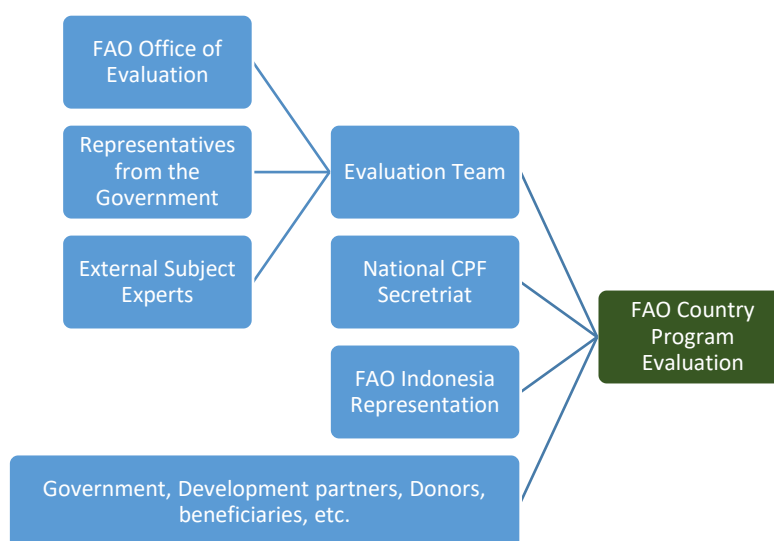 FAO Office of
Evaluation
Representatives
from the
Government
External Subject
Experts
Evaluation Team
National CPF
Secretriat
FAO Indonesia
Representation
Government, Development partners, Donors,
beneficiaries, etc.
FAO Country
Program
Evaluation